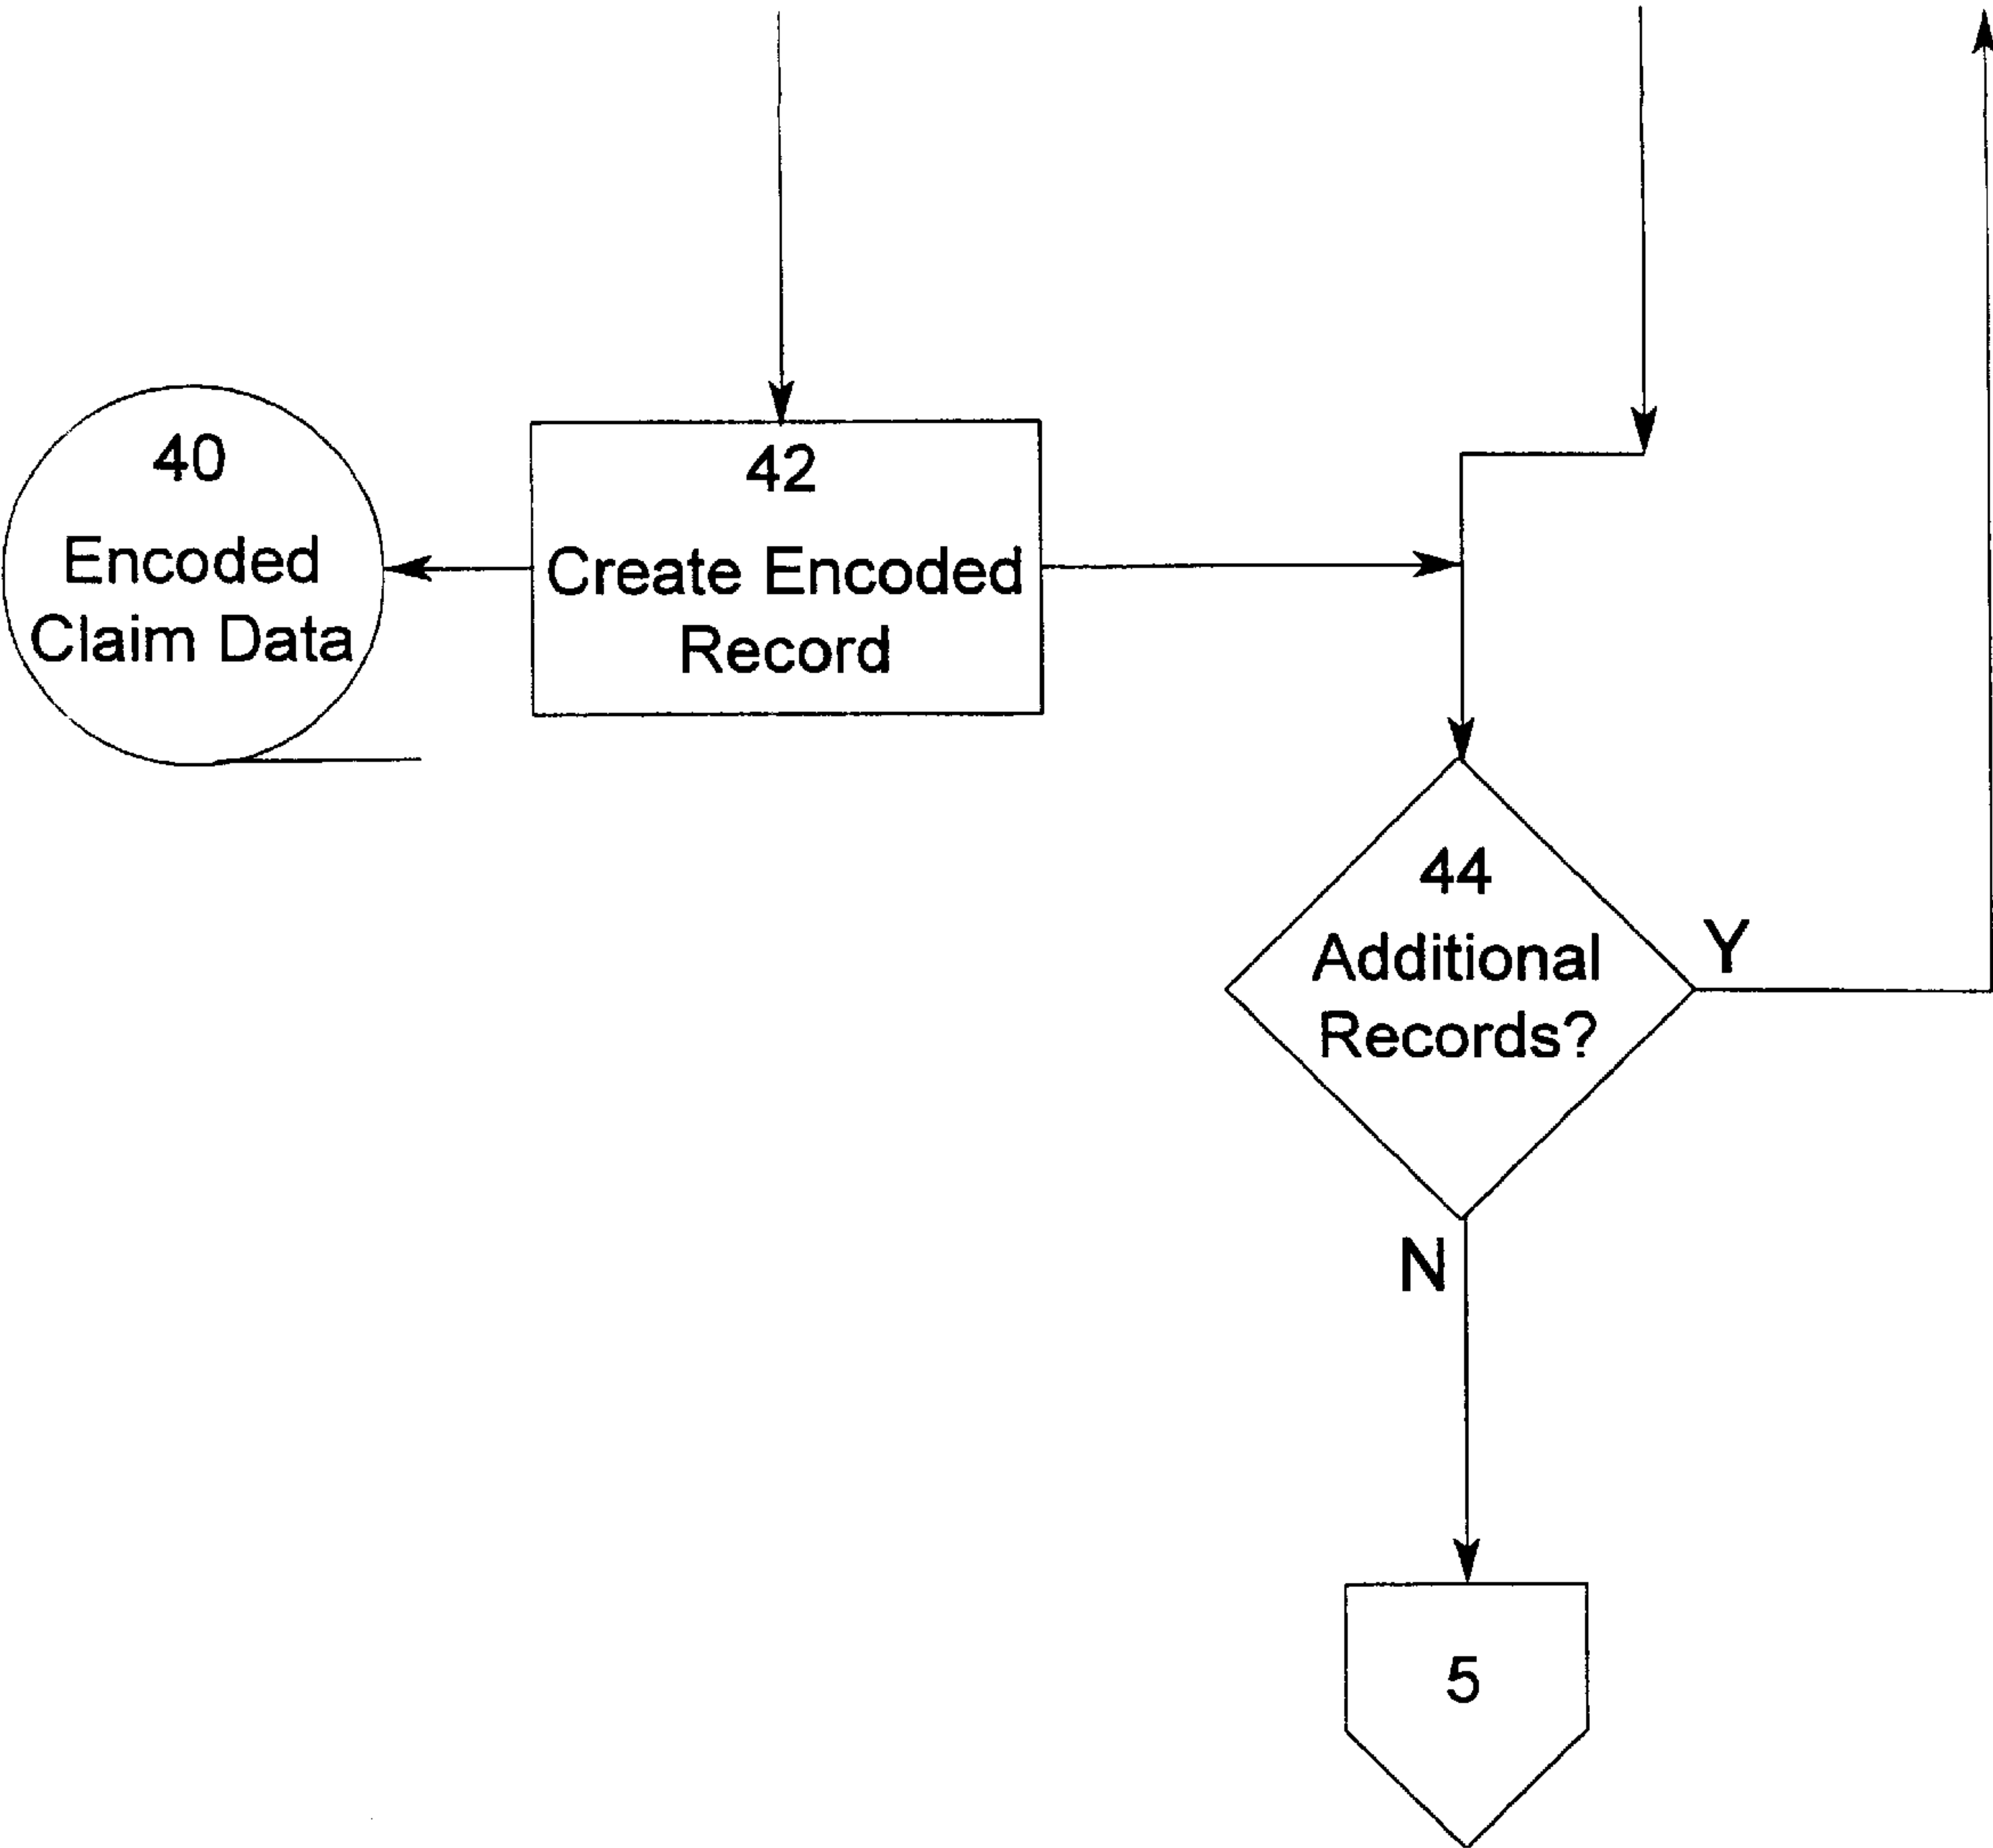 40
Encoded
Claim Data
42
Create Encoded
Record
44
Additional
Records?
Y
N
5